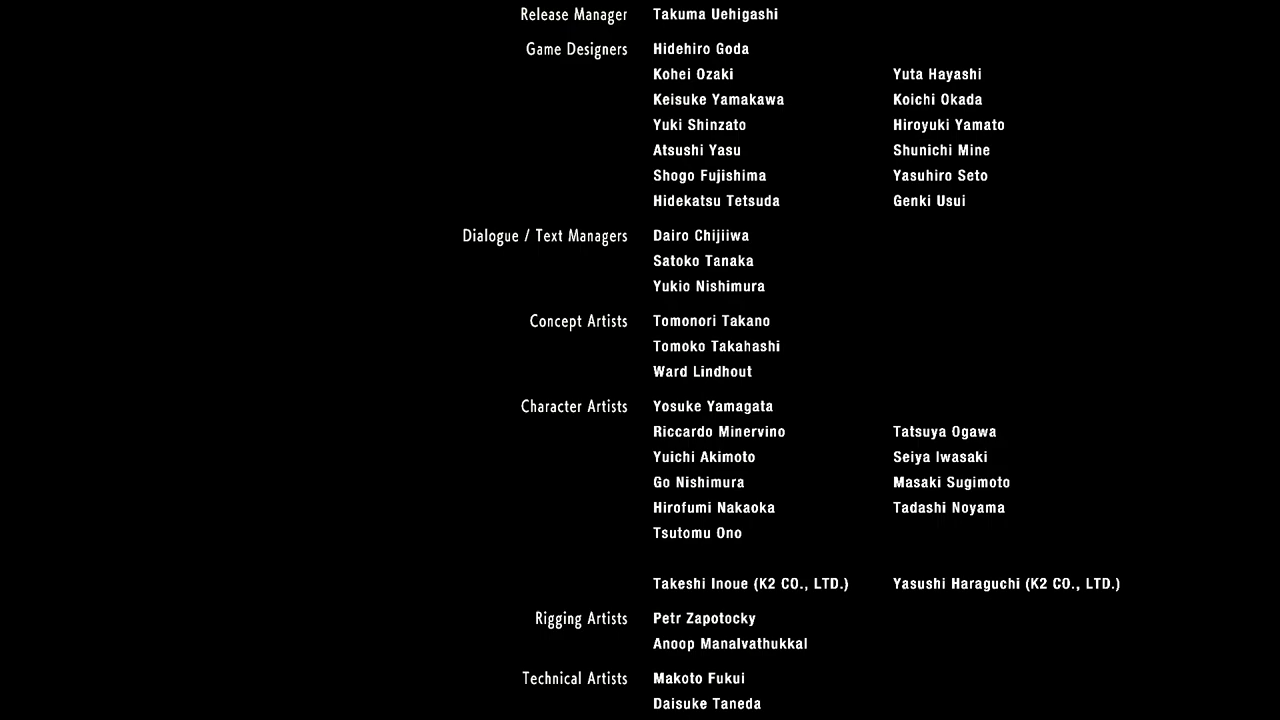 Release Manager Takuma Uehigashi
Game Designers Hidehiro Goda
Kohei Ozaki Yuta Hayashi
Keisuke Yamakawa Koichi Okada
Yuki Shinzato Hiroyuki Yamato
Atsushi Yasu Shunichi Mine
Shogo Fujishima Yasuhiro Seto
Hidekatsu Tetsuda Genki Usui
Dialogue / Text Managers Dairo Chijiiwa
Satoko Tanaka
Yukio Nishimura
Concept Artists Tomonori Takano
Tomoko Takahashi
Ward Lindhout
Character Artists Yosuke Yamagata
Riccardo Minervino Tatsuya Ogawa
Yuichi Akimoto Seiya Iwasaki
Go Nishimura Masaki Sugimoto
Hirofumi Nakaoka Tadashi Noyama
Tsutomu Ono
Takeshi Inoue (K2 CO., LTD.) Yasushi Haraguchi (K2 CO., LTD.)
Rigging Artists Petr Zapotocky
Anoop Manalvathukkal
Technical Artists Makoto Fukui
Daisuke Taneda